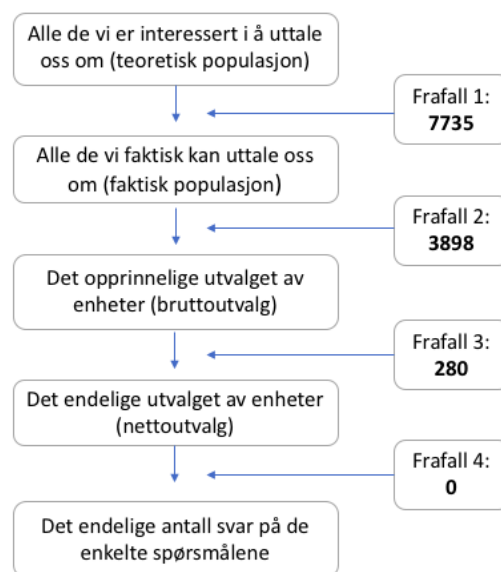 Alle de vi er interessert i å uttale
oss om (teoretisk populasjon)
Frafall 1:
7735
Alle de vi faktisk kan uttale oss
om (faktisk populasjon)
Frafall 2:
3898
Det opprinnelige utvalget av
enheter (bruttoutvalg)
Frafall 3:
280
Det endelige utvalget av enheter
(nettoutvalg)
Frafall 4:
0
Det endelige antall svar på de
enkelte spørsmålene